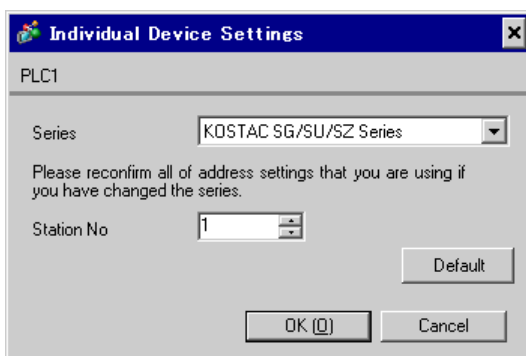 Individual Device Settings
PLC1
Series KOSTAC SG/SU/SZ Series
Please reconfirm all of address settings that you are using if
you have changed the series.
Station No 1
Default
OK (O) Cancel